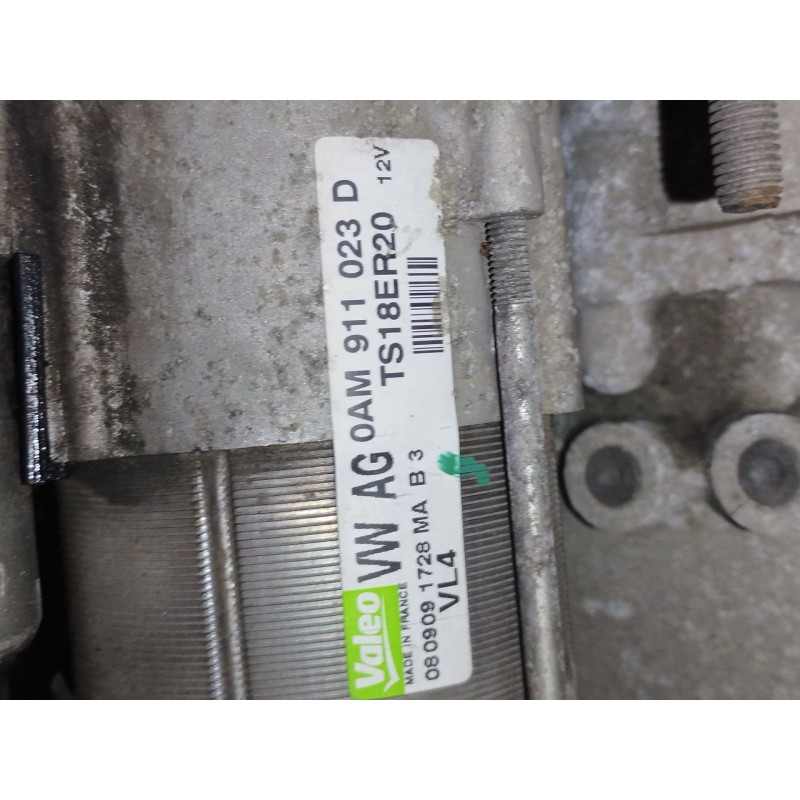 Valeo VW AG 0AM 911 023 D
TS18ER20 12V
MADE IN FRANCE
080909 1728 MA B 3
VL4